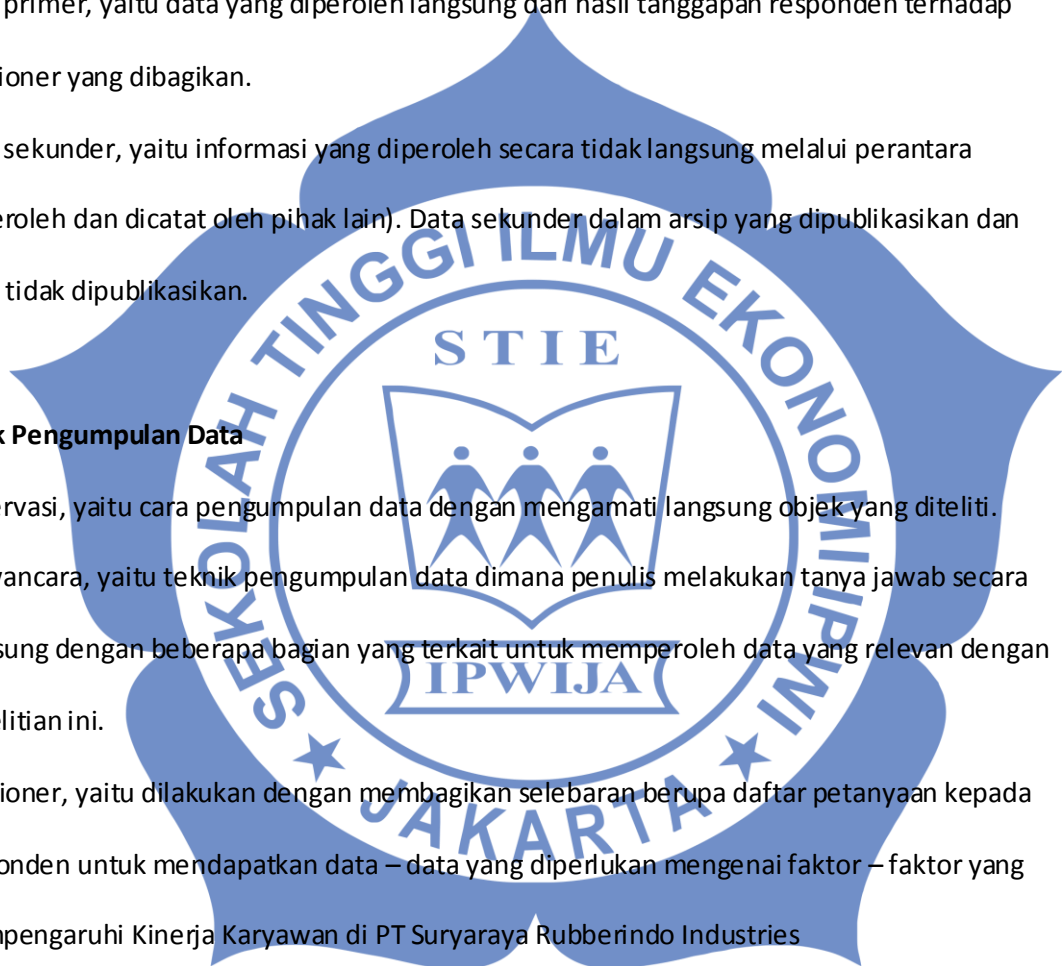 primer, yaitu data yang diperoleh langsung dari hasil tanggapan responden terhadap
ioner yang dibagikan.
sekunder, yaitu informasi yang diperoleh secara tidak langsung melalui perantara
eroleh dan dicatat oleh pihak lain). Data sekunder dalam arsip yang dipublikasikan dan
tidak dipublikasikan.
k Pengumpulan Data
ervasi, yaitu cara pengumpulan data dengan mengamati langsung objek yang diteliti.
vancara, yaitu teknik pengumpulan data dimana penulis melakukan tanya jawab secara
sung dengan beberapa bagian yang terkait untuk memperoleh data yang relevan dengan
elitian ini.
ioner, yaitu dilakukan dengan membagikan selebaran berupa daftar petanyaan kepada
onden untuk mendapatkan data – data yang diperlukan mengenai faktor – faktor yang
npengaruhi Kinerja Karyawan di PT Suryaraya Rubberindo Industries
SEKOLAH TINGGI ILMU EKONOMI IPWI
JAKARTA
STIE
IPWIJA